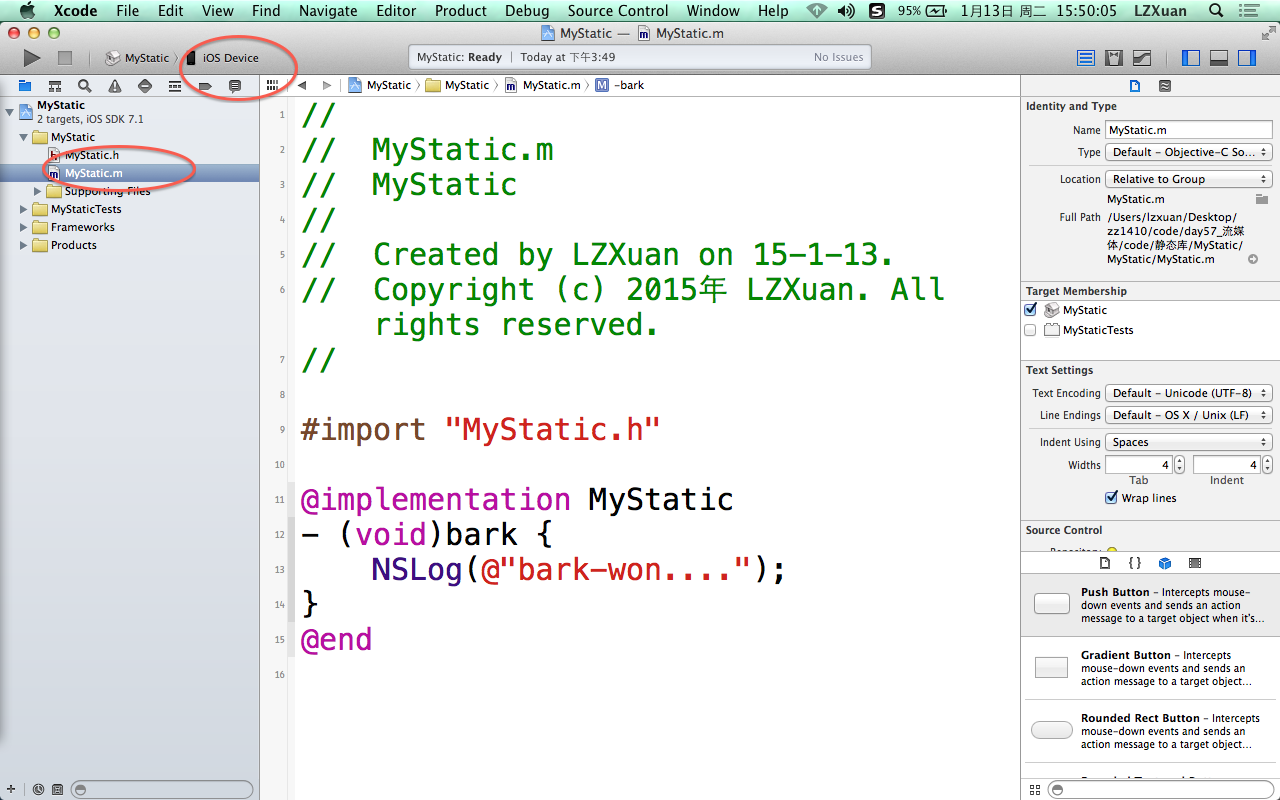 Xcode File Edit View Find Navigate Editor Product Debug Source Control Window Help 95% 1月13日 周二 15:50:05 LZXuan
MyStatic — MyStatic.m
MyStatic iOS Device
MyStatic: Ready Today at 下午3:49 No Issues
MyStatic MyStatic MyStatic.m M -bark
MyStatic
2 targets, iOS SDK 7.1
MyStatic
h MyStatic.h
m MyStatic.m
Supporting Files
MyStaticTests
Frameworks
Products
1 //
2 // MyStatic.m
3 // MyStatic
4 //
5 // Created by LZXuan on 15-1-13.
6 // Copyright (c) 2015年 LZXuan. All
rights reserved.
7 //
8
9 #import "MyStatic.h"
10
11 @implementation MyStatic
12 - (void)bark {
13 NSLog(@"bark-won....");
14 }
15 @end
16
Identity and Type
Name MyStatic.m
Type Default - Objective-C So...
Location Relative to Group
MyStatic.m
Full Path /Users/lzxuan/Desktop/
zz1410/code/day57_流媒
体/code/静态库/MyStatic/
MyStatic/MyStatic.m
Target Membership
MyStatic
MyStaticTests
Text Settings
Text Encoding Default - Unicode (UTF-8)
Line Endings Default - OS X / Unix (LF)
Indent Using Spaces
Widths 4 4
Tab Indent
Wrap lines
Source Control
Push Button - Intercepts mouse-
down events and sends an action
message to a target object when it's...
Gradient Button - Intercepts
mouse-down events and sends an
action message to a target object...
Rounded Rect Button - Intercepts
mouse-down events and sends an
action message to a target object...